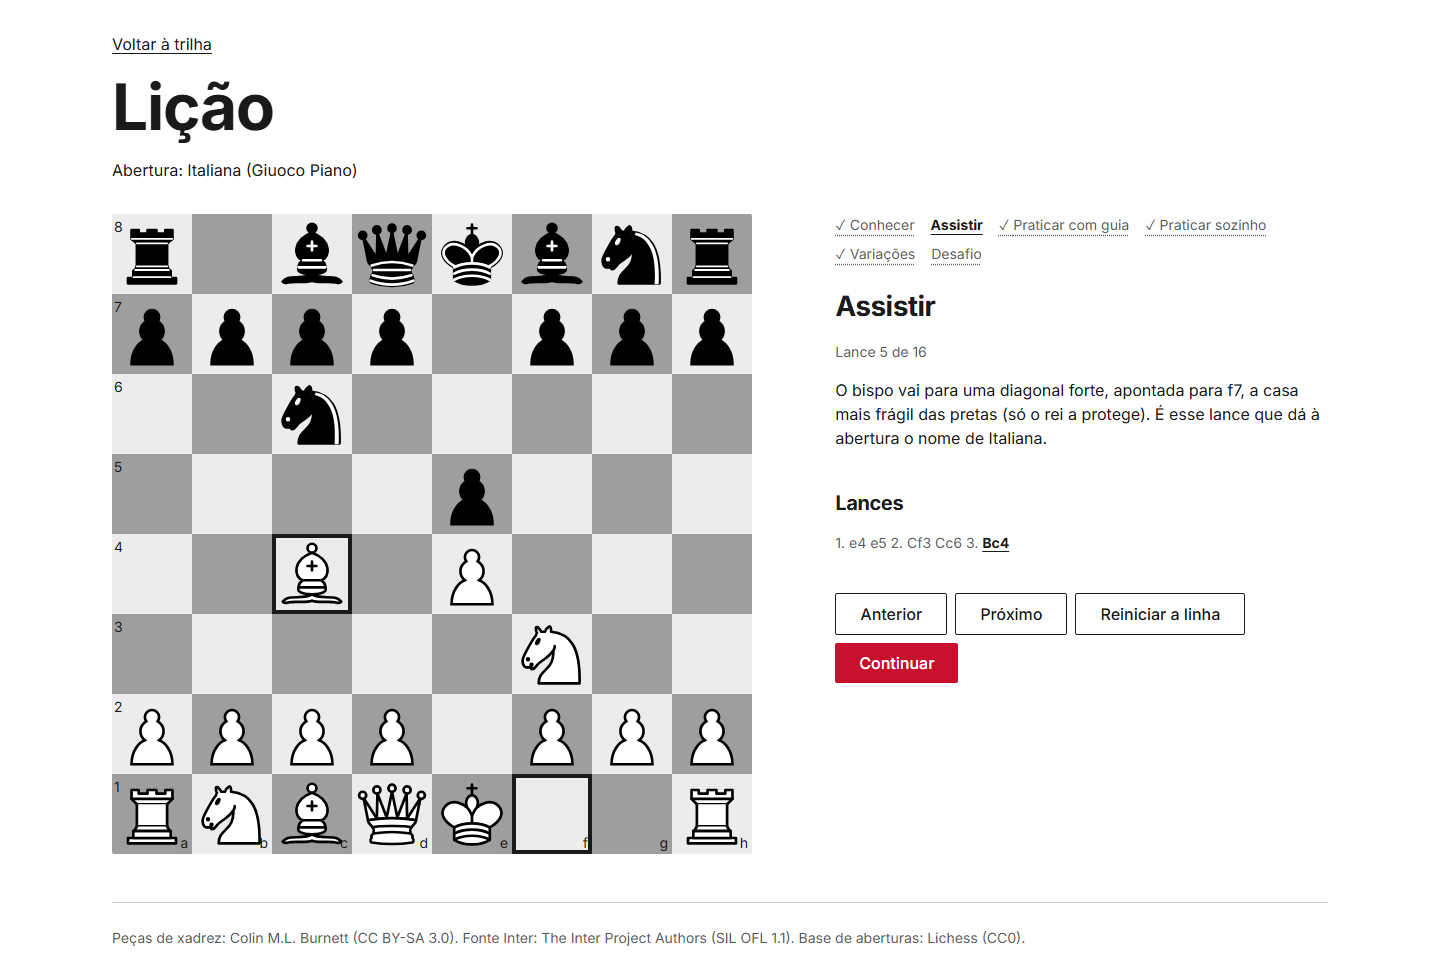 Voltar à trilha
Lição
Abertura: Italiana (Giuoco Piano)
8
7
6
5
4
3
2
1
a b c d e f g h
✓ Conhecer Assistir ✓ Praticar com guia ✓ Praticar sozinho
✓ Variações Desafio
Assistir
Lance 5 de 16
O bispo vai para uma diagonal forte, apontada para f7, a casa
mais frágil das pretas (só o rei a protege). É esse lance que dá à
abertura o nome de Italiana.
Lances
1. e4 e5 2. Cf3 Cc6 3. Bc4
Anterior Próximo Reiniciar a linha
Continuar
Peças de xadrez: Colin M.L. Burnett (CC BY-SA 3.0). Fonte Inter: The Inter Project Authors (SIL OFL 1.1). Base de aberturas: Lichess (CC0).